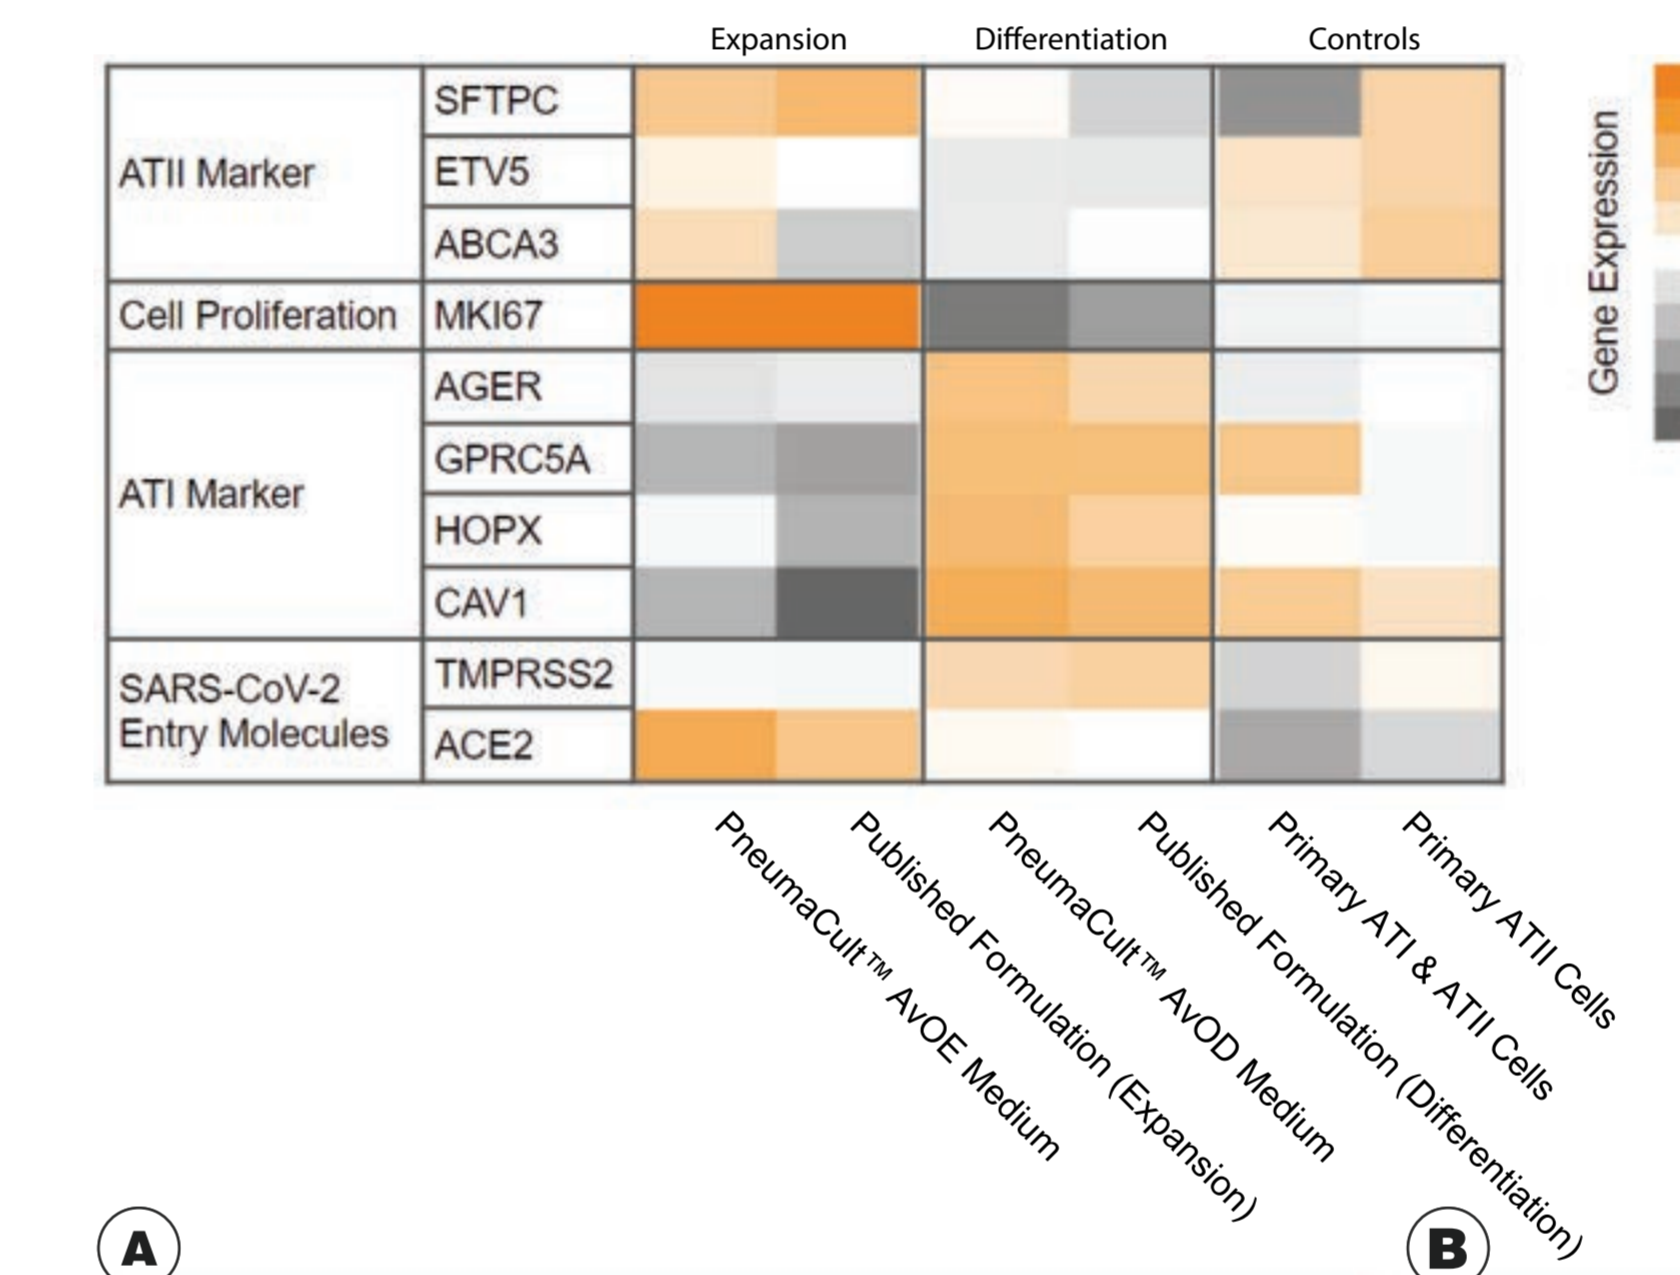 Expansion Differentiation Controls
ATII Marker
SFTPC
ETV5
ABCA3
Cell Proliferation
MKI67
ATI Marker
AGER
GPRC5A
HOPX
CAV1
SARS-CoV-2
Entry Molecules
TMPRSS2
ACE2
Gene Expression
PneumaCult™ AvOE Medium
Published Formulation (Expansion)
PneumaCult™ AvOD Medium
Published Formulation (Differentiation)
Primary ATI & ATII Cells
Primary ATII Cells
A
B